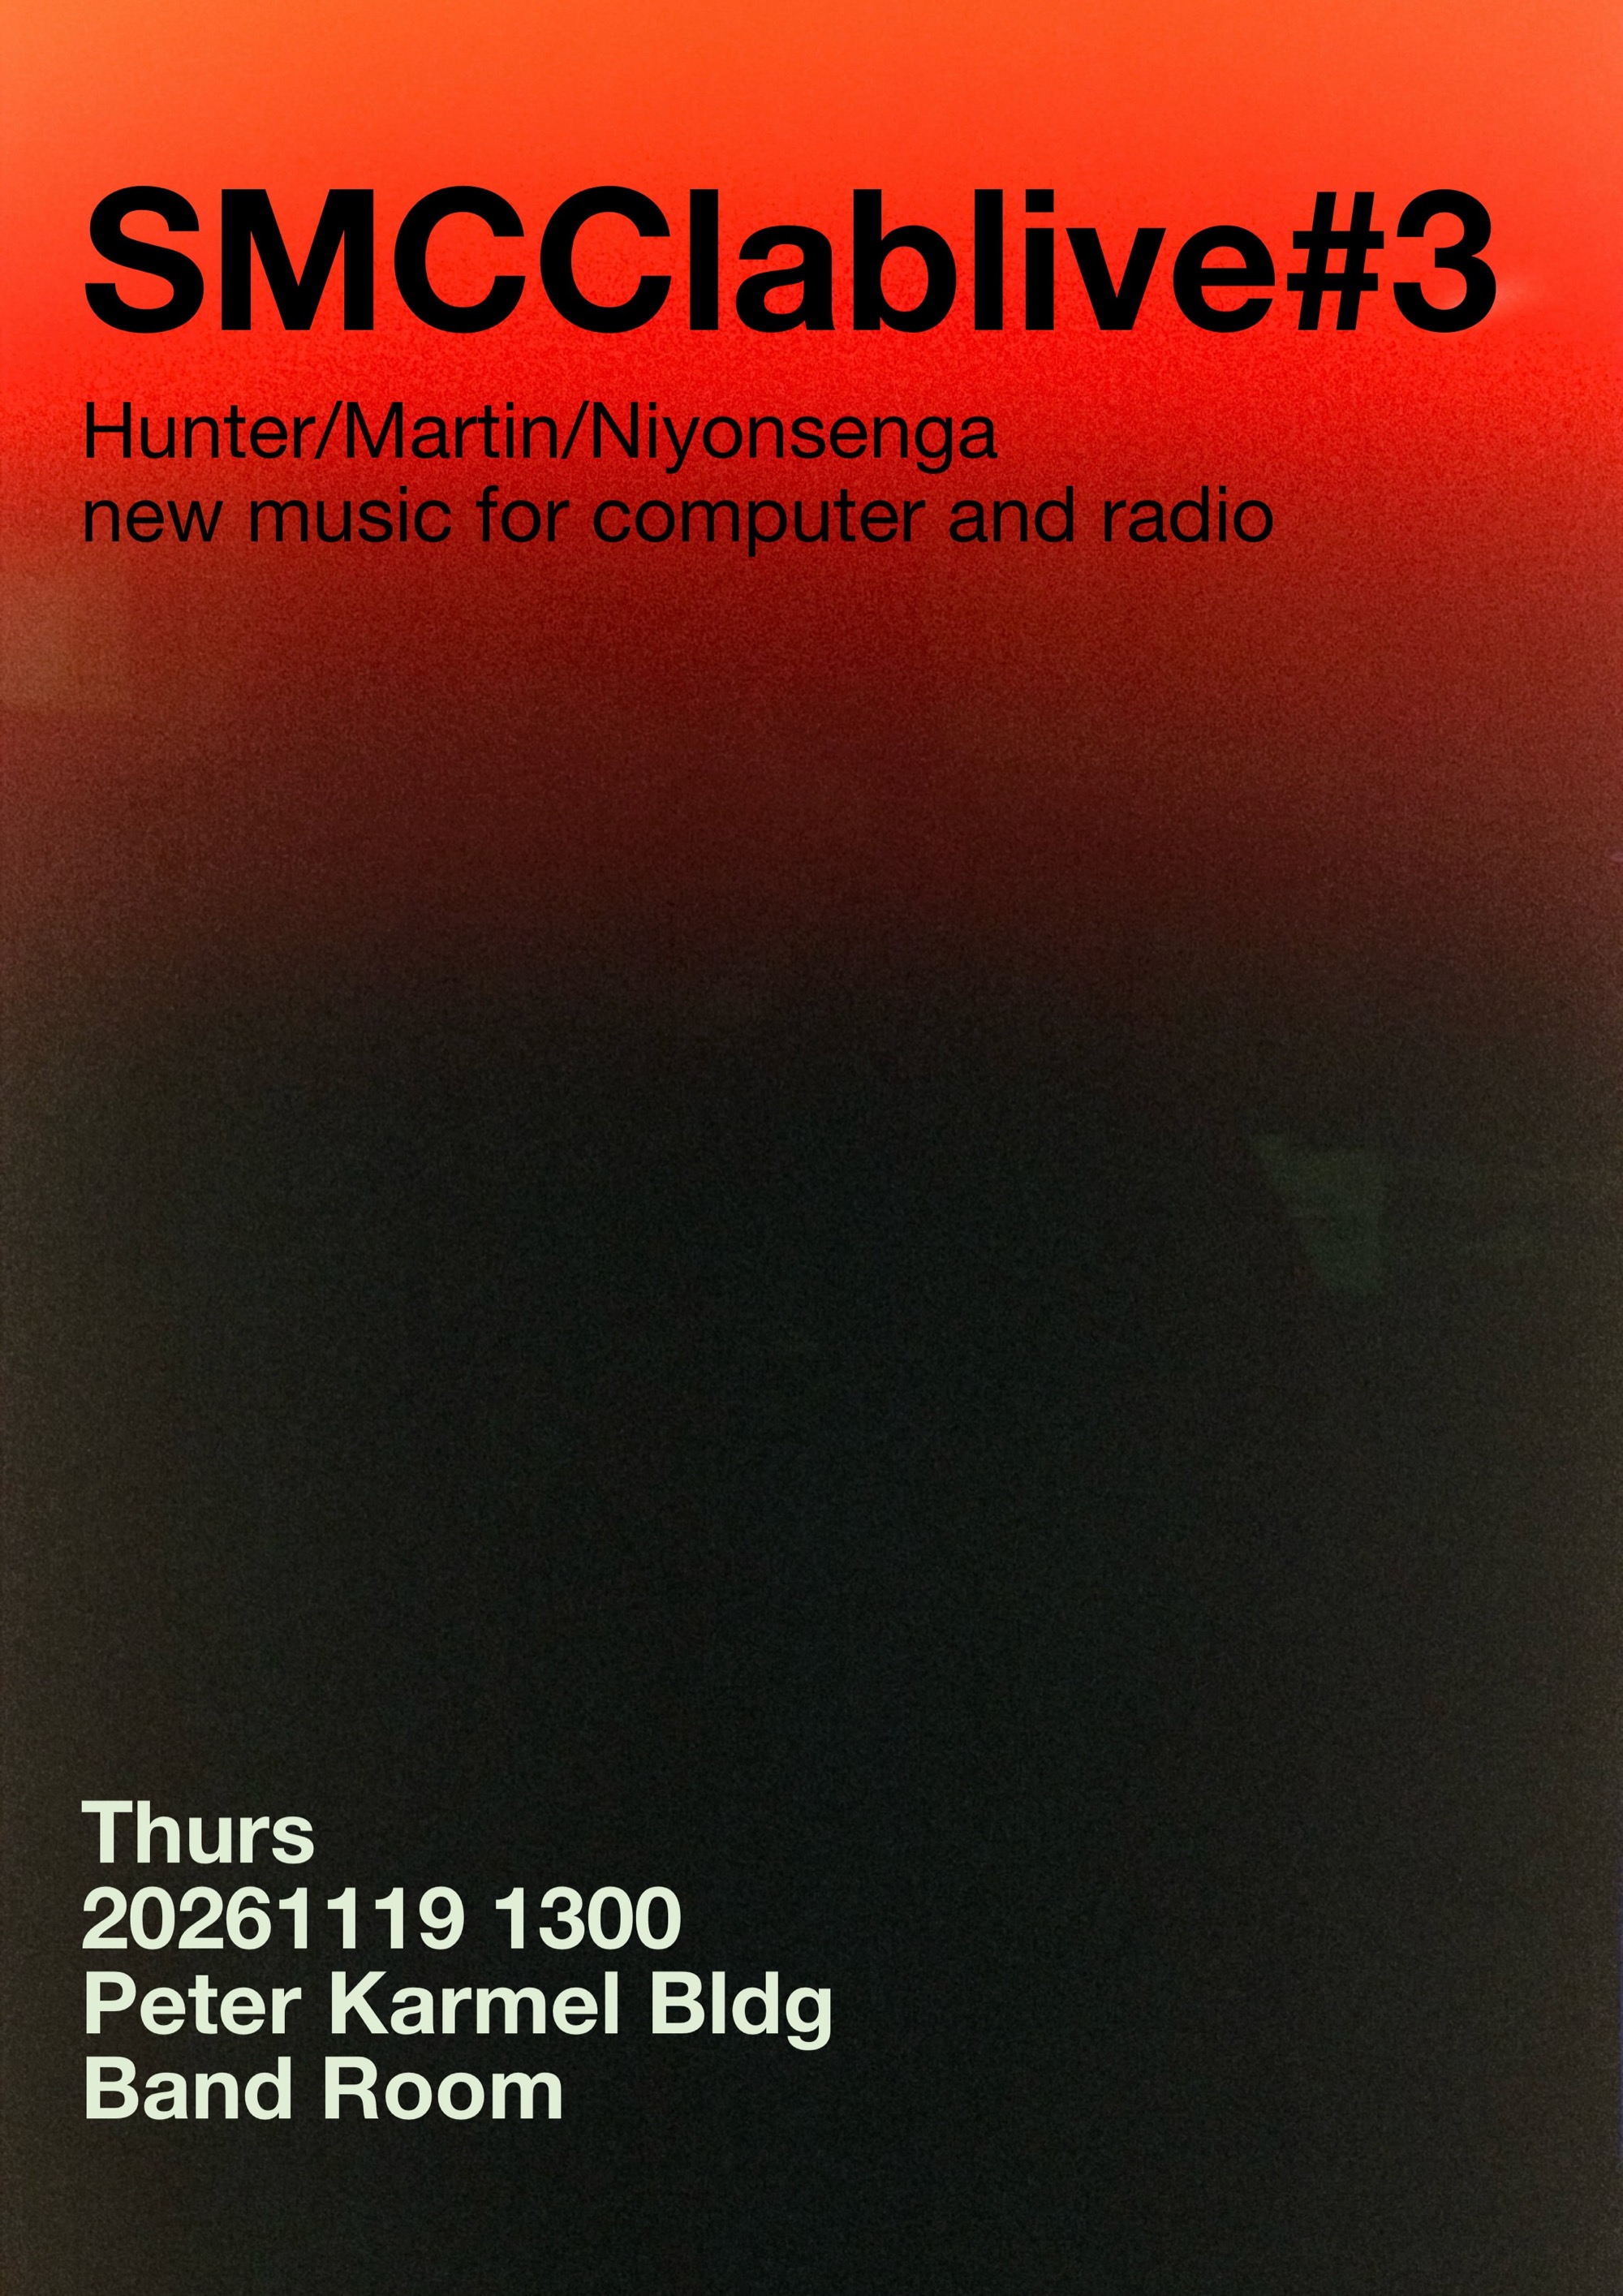 SMCClablive#3
Hunter/Martin/Niyonsenga
new music for computer and radio
Thurs
20261119 1300
Peter Karmel Bldg
Band Room